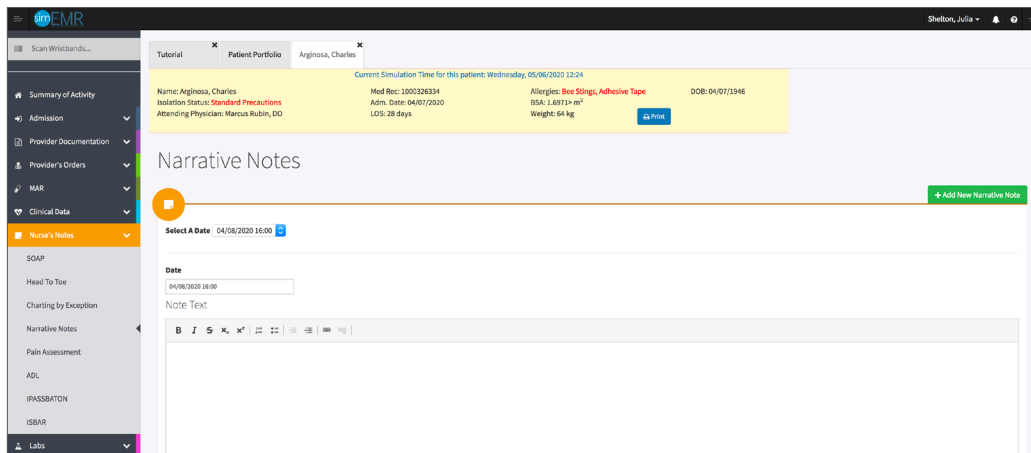 simEMR
Shelton, Julia
Scan Wristbands...
Summary of Activity
Admission
Provider Documentation
Provider's Orders
MAR
Clinical Data
Nurse's Notes
SOAP
Head To Toe
Charting by Exception
Narrative Notes
Pain Assessment
ADL
IPASSBATON
ISBAR
Labs
Tutorial
Patient Portfolio
Arginosa, Charles
Current Simulation Time for this patient: Wednesday, 05/06/2020 12:24
Name: Arginosa, Charles Med Rec: 1000326334 Allergies: Bee Stings, Adhesive Tape DOB: 04/07/1946
Isolation Status: Standard Precautions Adm. Date: 04/07/2020 BSA: 1.6971> m²
Attending Physician: Marcus Rubin, DO LOS: 28 days Weight: 64 kg Print
Narrative Notes
+ Add New Narrative Note
Select A Date 04/08/2020 16:00
Date
04/08/2020 16:00
Note Text
B I S x₂ x²